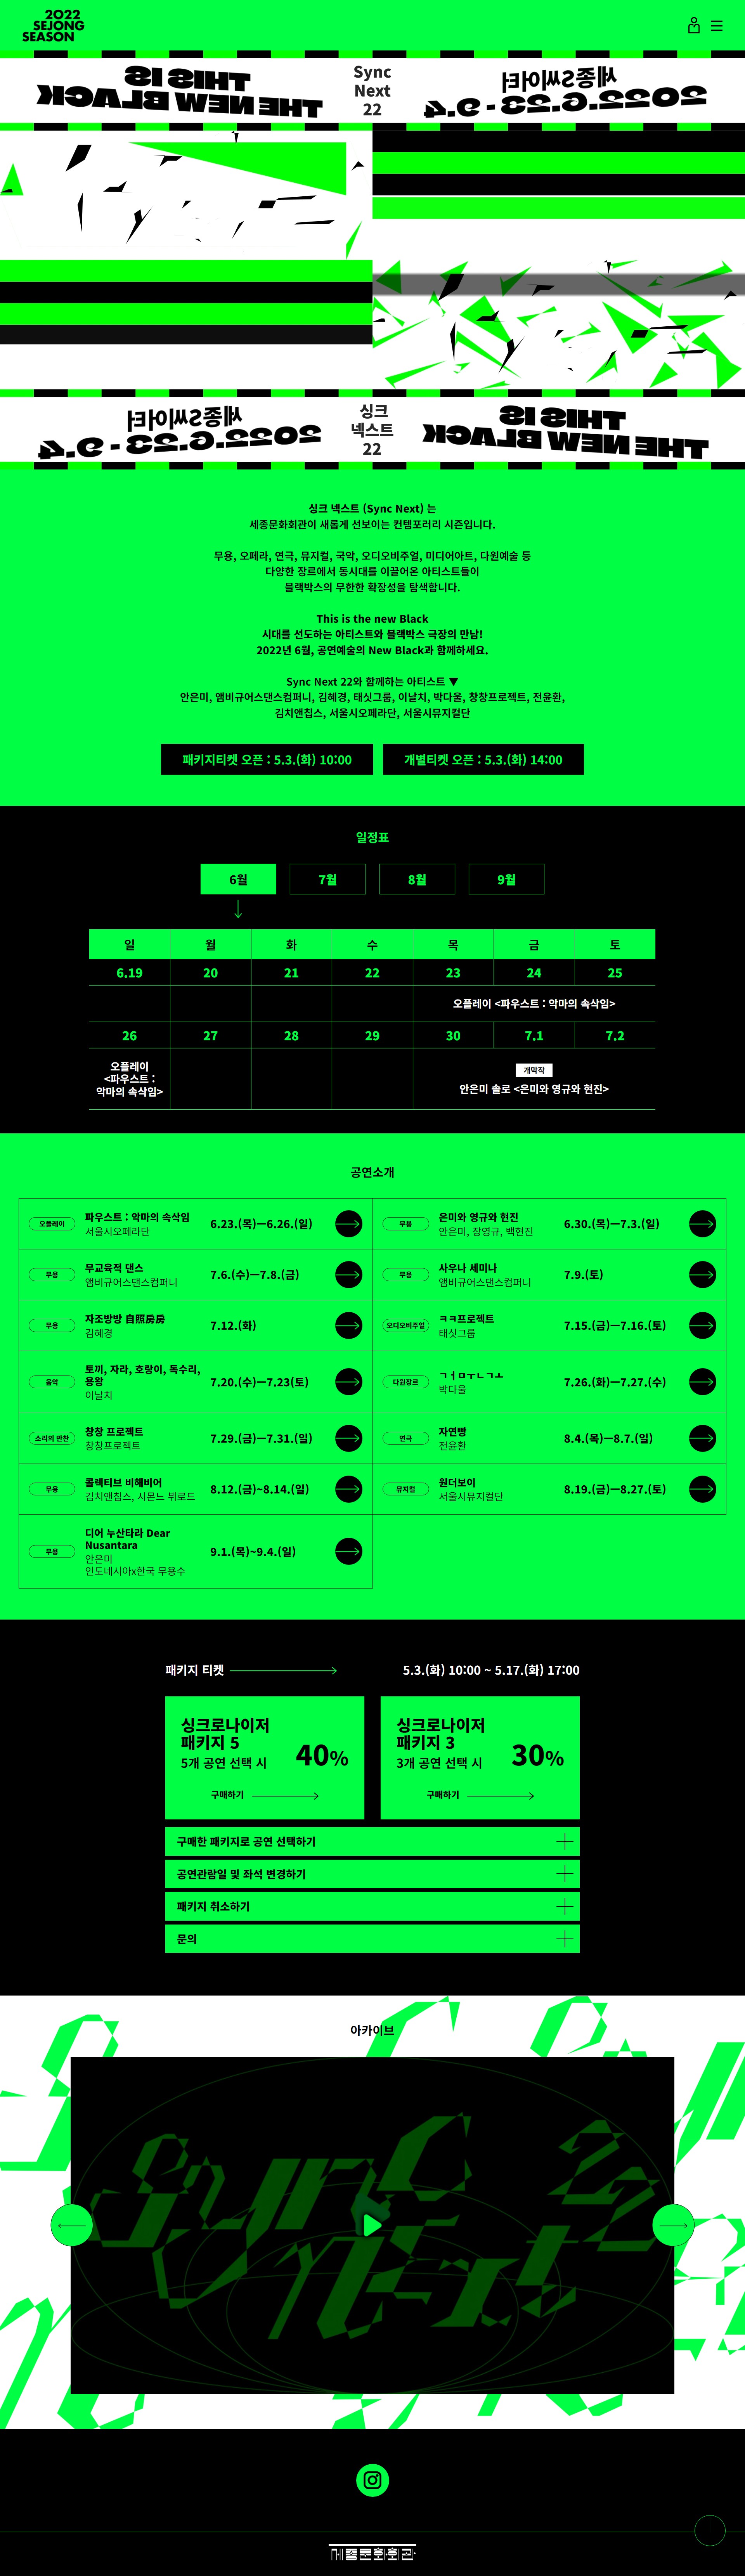 2022
SEJONG
SEASON
THIS IS
THE NEW BLACK
Sync
Next
22
세종씨어터
2022.6.23 - 9.4
세종씨어터
2022.6.23 - 9.4
싱크
넥스트
22
THIS IS
THE NEW BLACK
싱크 넥스트 (Sync Next) 는
세종문화회관이 새롭게 선보이는 컨템포러리 시즌입니다.
무용, 오페라, 연극, 뮤지컬, 국악, 오디오비주얼, 미디어아트, 다원예술 등
다양한 장르에서 동시대를 이끌어온 아티스트들이
블랙박스의 무한한 확장성을 탐색합니다.
This is the new Black
시대를 선도하는 아티스트와 블랙박스 극장의 만남!
2022년 6월, 공연예술의 New Black과 함께하세요.
Sync Next 22와 함께하는 아티스트 ▼
안은미, 앰비규어스댄스컴퍼니, 김혜경, 태싯그룹, 이날치, 박다울, 창창프로젝트, 전윤환,
김치앤칩스, 서울시오페라단, 서울시뮤지컬단
패키지티켓 오픈 : 5.3.(화) 10:00
개별티켓 오픈 : 5.3.(화) 14:00
일정표
6월 7월 8월 9월
일 월 화 수 목 금 토
6.19 20 21 22 23 24 25
오플레이 <파우스트 : 악마의 속삭임>
26 27 28 29 30 7.1 7.2
오플레이
<파우스트 :
악마의 속삭임>
개막작
안은미 솔로 <은미와 영규와 현진>
공연소개
오플레이
파우스트 : 악마의 속삭임
서울시오페라단
6.23.(목)—6.26.(일)
무용
은미와 영규와 현진
안은미, 장영규, 백현진
6.30.(목)—7.3.(일)
무용
무교육적 댄스
앰비규어스댄스컴퍼니
7.6.(수)—7.8.(금)
무용
사우나 세미나
앰비규어스댄스컴퍼니
7.9.(토)
무용
자조방방 自照房房
김혜경
7.12.(화)
오디오비주얼
ㅋㅋ프로젝트
태싯그룹
7.15.(금)—7.16.(토)
음악
토끼, 자라, 호랑이, 독수리,
용왕
이날치
7.20.(수)—7.23(토)
다원장르
ㄱㅓㅁㅜㄴㄱㅗ
박다울
7.26.(화)—7.27.(수)
소리의 만찬
창창 프로젝트
창창프로젝트
7.29.(금)—7.31.(일)
연극
자연빵
전윤환
8.4.(목)—8.7.(일)
무용
콜렉티브 비해비어
김치앤칩스, 시몬느 뷔로드
8.12.(금)~8.14.(일)
뮤지컬
원더보이
서울시뮤지컬단
8.19.(금)—8.27.(토)
무용
디어 누산타라 Dear
Nusantara
안은미
인도네시아x한국 무용수
9.1.(목)~9.4.(일)
패키지 티켓
5.3.(화) 10:00 ~ 5.17.(화) 17:00
싱크로나이저
패키지 5
5개 공연 선택 시
40%
구매하기
싱크로나이저
패키지 3
3개 공연 선택 시
30%
구매하기
구매한 패키지로 공연 선택하기
공연관람일 및 좌석 변경하기
패키지 취소하기
문의
아카이브
Sync 22
Next
세종문화회관